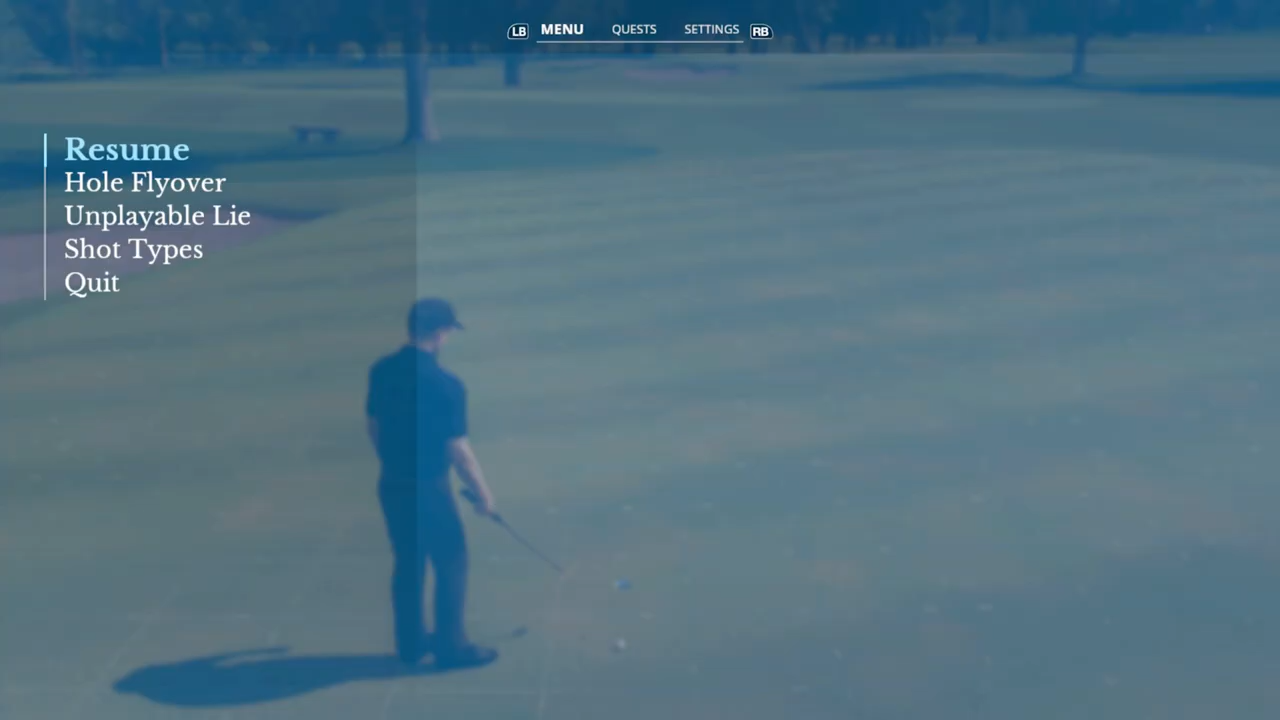 LB MENU QUESTS SETTINGS RB
Resume
Hole Flyover
Unplayable Lie
Shot Types
Quit